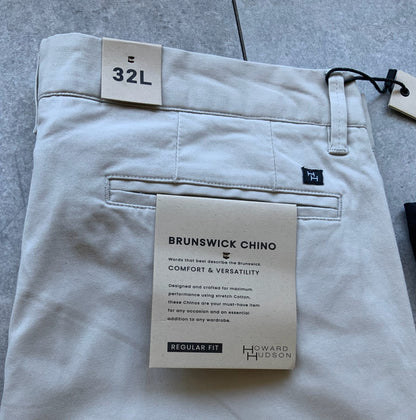 32L
H
H
BRUNSWICK CHINO
Words that best describe the Brunswick,
COMFORT & VERSATILITY
Designed and crafted for maximum
performance using stretch Cotton,
these Chinos are your must-have item
for any occasion and an essential
addition to any wardrobe.
REGULAR FIT
HOWARD
HUDSON